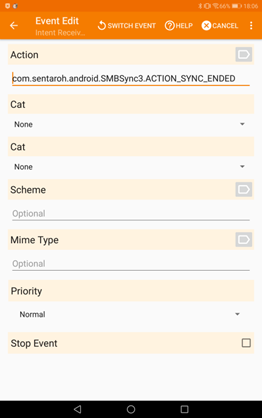 66% 18:06
Event Edit
Intent Receiv...
SWITCH EVENT
HELP
CANCEL
Action
com.sentaroh.android.SMBSync3.ACTION_SYNC_ENDED
Cat
None
Cat
None
Scheme
Optional
Mime Type
Optional
Priority
Normal
Stop Event